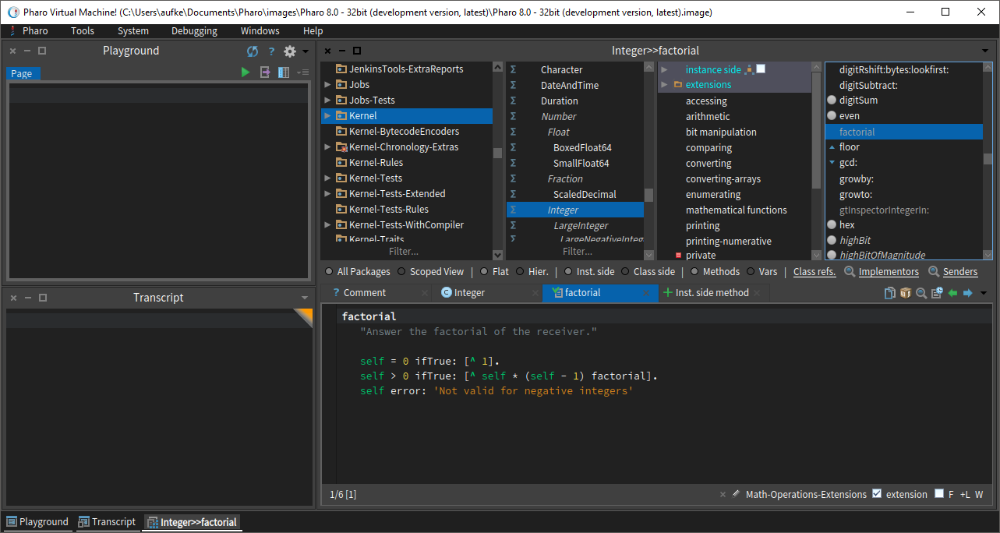 Pharo Virtual Machine! (C:\Users\aufke\Documents\Pharo\images\Pharo 8.0 - 32bit (development version, latest)\Pharo 8.0 - 32bit (development version, latest).image)
Pharo Tools System Debugging Windows Help
Playground
?
Page
Transcript
Integer>>factorial
JenkinsTools-ExtraReports
Jobs
Jobs-Tests
Kernel
Kernel-BytecodeEncoders
Kernel-Chronology-Extras
Kernel-Rules
Kernel-Tests
Kernel-Tests-Extended
Kernel-Tests-Rules
Kernel-Tests-WithCompiler
Kernel-Traits
Filter...
Σ Character
Σ DateAndTime
Σ Duration
Σ Number
Σ Float
Σ BoxedFloat64
Σ SmallFloat64
Σ Fraction
Σ ScaledDecimal
Σ Integer
Σ LargeInteger
Σ LargeNegativeInteg
Filter...
instance side
extensions
accessing
arithmetic
bit manipulation
comparing
converting
converting-arrays
enumerating
mathematical functions
printing
printing-numerative
private
digitRshift:bytes:lookfirst:
digitSubtract:
digitSum
even
factorial
floor
gcd:
growby:
growto:
gtInspectorIntegerIn:
hex
highBit
highBitOfMagnitude
All Packages Scoped View | Flat Hier. | Inst. side Class side | Methods Vars | Class refs. Implementors Senders
? Comment C Integer factorial Inst. side method
factorial
"Answer the factorial of the receiver."
self = 0 ifTrue: [^ 1].
self > 0 ifTrue: [^ self * (self - 1) factorial].
self error: 'Not valid for negative integers'
1/6 [1] Math-Operations-Extensions extension F +L W
Playground Transcript Integer>>factorial